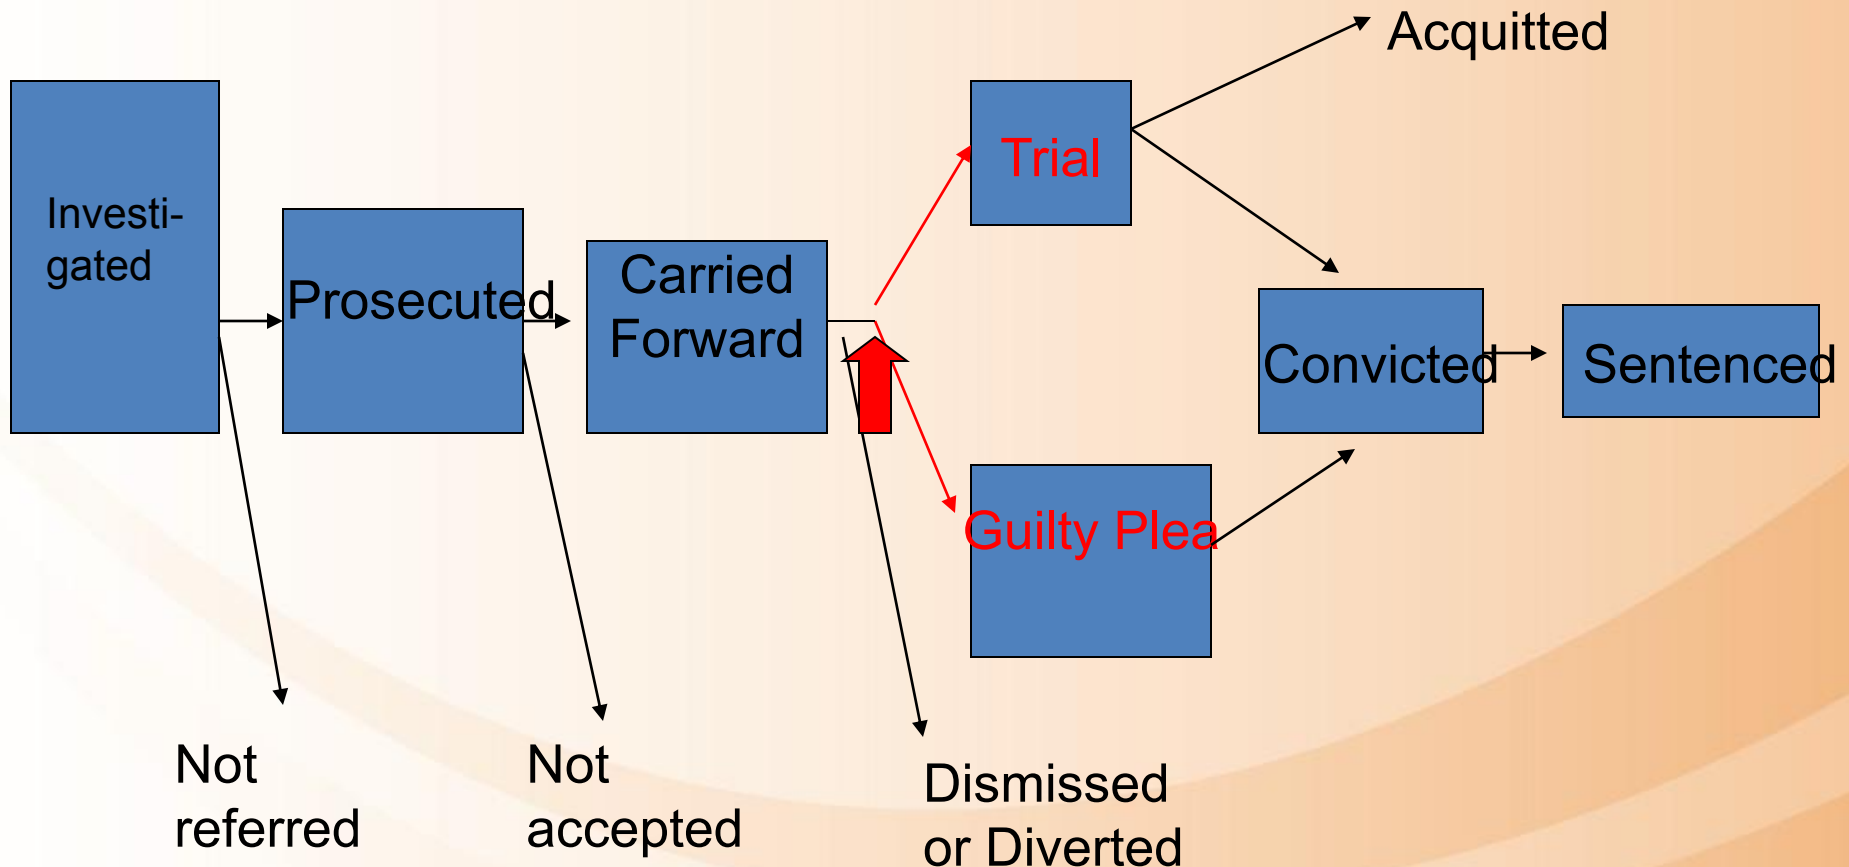 Acquitted
Investi-
gated
Trial
Prosecuted
Carried
Forward
Convicted
Sentenced
Guilty Plea
Not
referred
Not
accepted
Dismissed
or Diverted